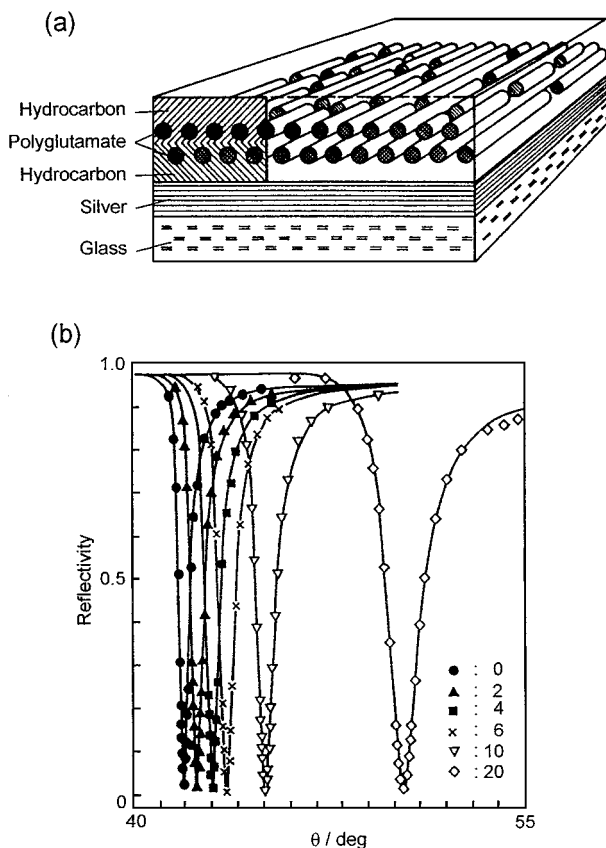 (a)
Hydrocarbon
Polyglutamate
Hydrocarbon
Silver
Glass
(b)
1.0
Reflectivity
0.5
0
40
θ / deg
55
● : 0
▲ : 2
■ : 4
× : 6
▽ : 10
◇ : 20